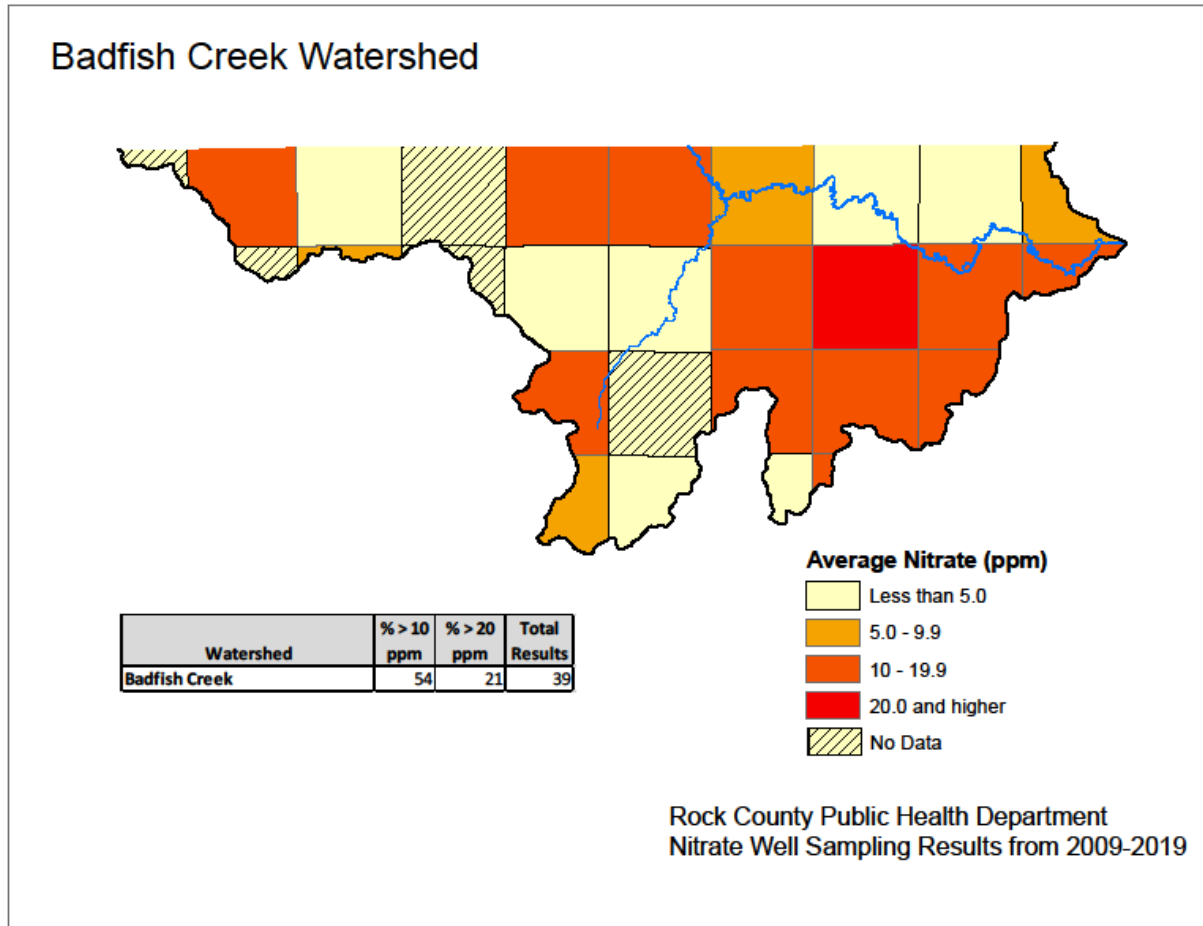 Badfish Creek Watershed
Average Nitrate (ppm)
Less than 5.0
5.0 - 9.9
10 - 19.9
20.0 and higher
No Data
Watershed % > 10 ppm % > 20 ppm Total Results
Badfish Creek 54 21 39
Rock County Public Health Department
Nitrate Well Sampling Results from 2009-2019